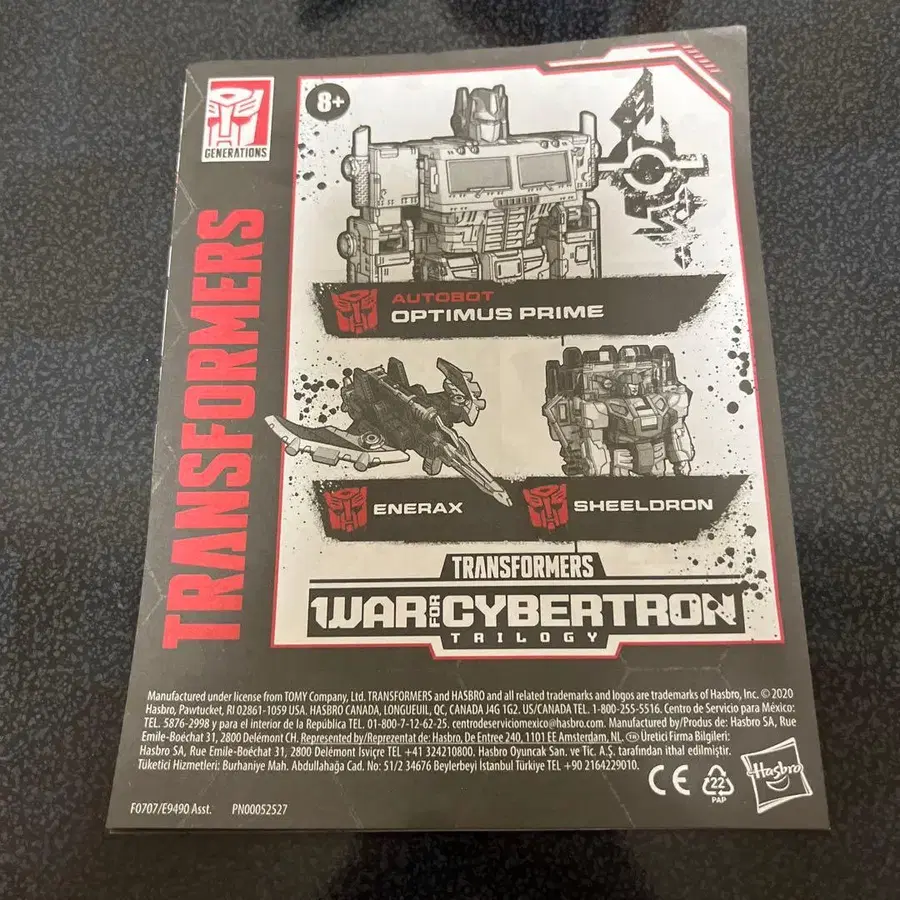 GENERATIONS
8+
TRANSFORMERS
AUTOBOT
OPTIMUS PRIME
ENERAX
SHEELDRON
TRANSFORMERS
WAR FOR CYBERTRON
TRILOGY
Manufactured under license from TOMY Company, Ltd. TRANSFORMERS and HASBRO and all related trademarks and logos are trademarks of Hasbro, Inc. © 2020
Hasbro, Pawtucket, RI 02861-1059 USA. HASBRO CANADA, LONGUEUIL, QC, CANADA J4G 1G2. US/CANADA TEL. 1-800-255-5516. Centro de Servicio para México:
TEL. 5876-2998 y para el interior de la República TEL. 01-800-7-12-62-25. centrodeserviciomexico@hasbro.com. Manufactured by/Produs de: Hasbro SA, Rue
Emile-Boéchat 31, 2800 Delémont CH. Represented by/Reprezentat de: Hasbro, De Entree 240, 1101 EE Amsterdam, NL. TR Üretici Firma Bilgileri:
Hasbro SA, Rue Emile-Boéchat 31, 2800 Delémont Isviçre TEL +41 324210800. Hasbro Oyuncak San. ve Tic. A.Ş. tarafından ithal edilmiştir.
Tüketici Hizmetleri: Burhaniye Mah. Abdullahağa Cad. No: 51/2 34676 Beylerbeyi İstanbul Türkiye TEL +90 2164229010.
CE
22
PAP
Hasbro
F0707/E9490 Asst.
PN00052527